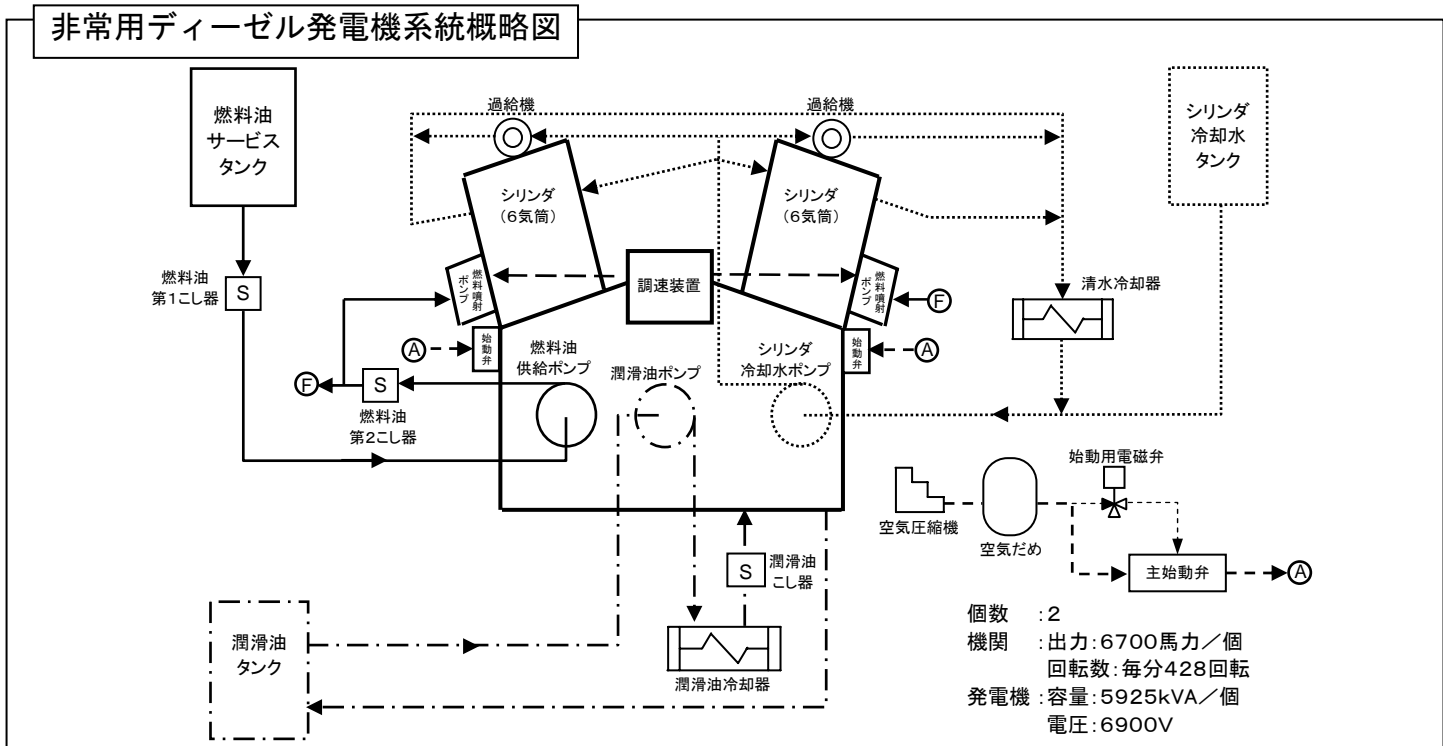 非常用ディーゼル発電機系統概略図
燃料油
サービス
タンク
過給機
過給機
シリンダ
冷却水
タンク
シリンダ
(6気筒)
シリンダ
(6気筒)
燃料油
第1こし器
S
燃料噴射
ポンプ
調速装置
燃料噴射
ポンプ
F
清水冷却器
A
始動弁
燃料油
供給ポンプ
潤滑油ポンプ
シリンダ
冷却水ポンプ
始動弁
A
F
S
燃料油
第2こし器
始動用電磁弁
空気圧縮機
空気だめ
主始動弁
A
S
潤滑油
こし器
潤滑油
タンク
潤滑油冷却器
個数 :2
機関 :出力:6700馬力/個
回転数:毎分428回転
発電機:容量:5925kVA/個
電圧:6900V